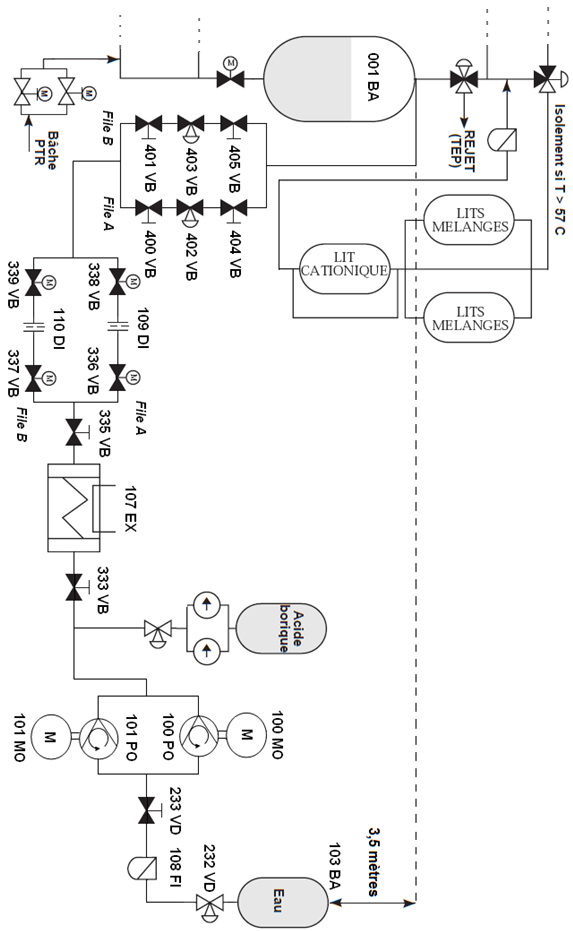 Isolement si T > 57 C
REJET
(TEP)
LITS
MELANGES
LITS
MELANGES
LIT
CATIONIQUE
001 BA
3,5 mètres
103 BA
M
405 VB
403 VB
401 VB
File B
404 VB
402 VB
400 VB
File A
Bâche
PTR
M
M
M
338 VB
109 DI
M
336 VB
File A
M
339 VB
110 DI
M
337 VB
File B
335 VB
107 EX
333 VB
Acide
borique
100 MO
M
100 PO
101 PO
M
101 MO
233 VD
108 FI
232 VD
Eau